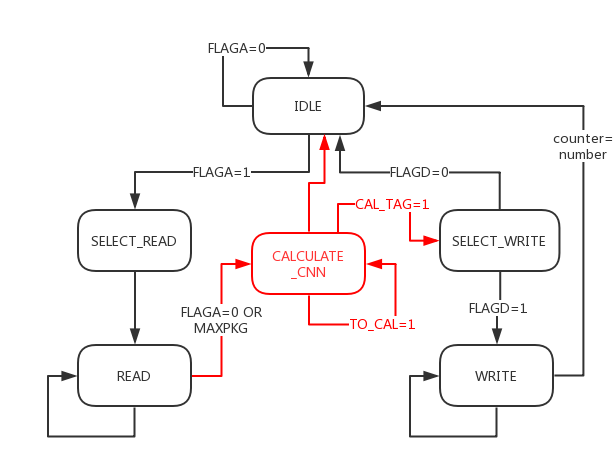 FLAGA=0
IDLE
counter=
number
FLAGA=1
FLAGD=0
CAL_TAG=1
SELECT_READ
SELECT_WRITE
CALCULATE
_CNN
FLAGA=0 OR
MAXPKG
FLAGD=1
TO_CAL=1
READ
WRITE